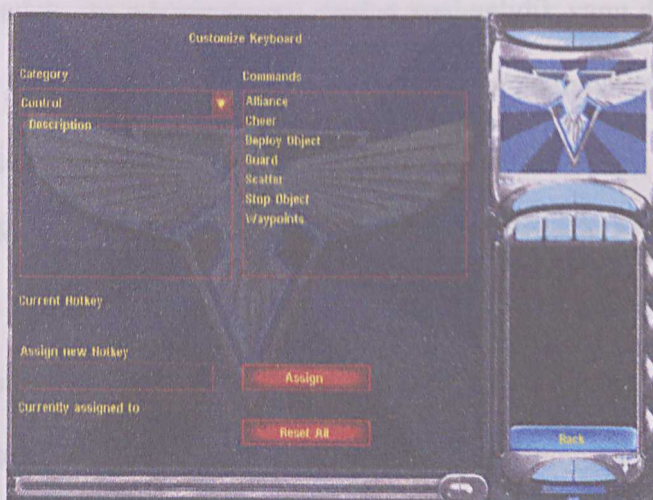 Customize Keyboard
Category
Control
Description
Commands
Alliance
Cheer
Deploy Object
Guard
Scatter
Stop Object
Waypoints
Current Hotkey
Assign new Hotkey
Assign
Currently assigned to
Reset All
Back